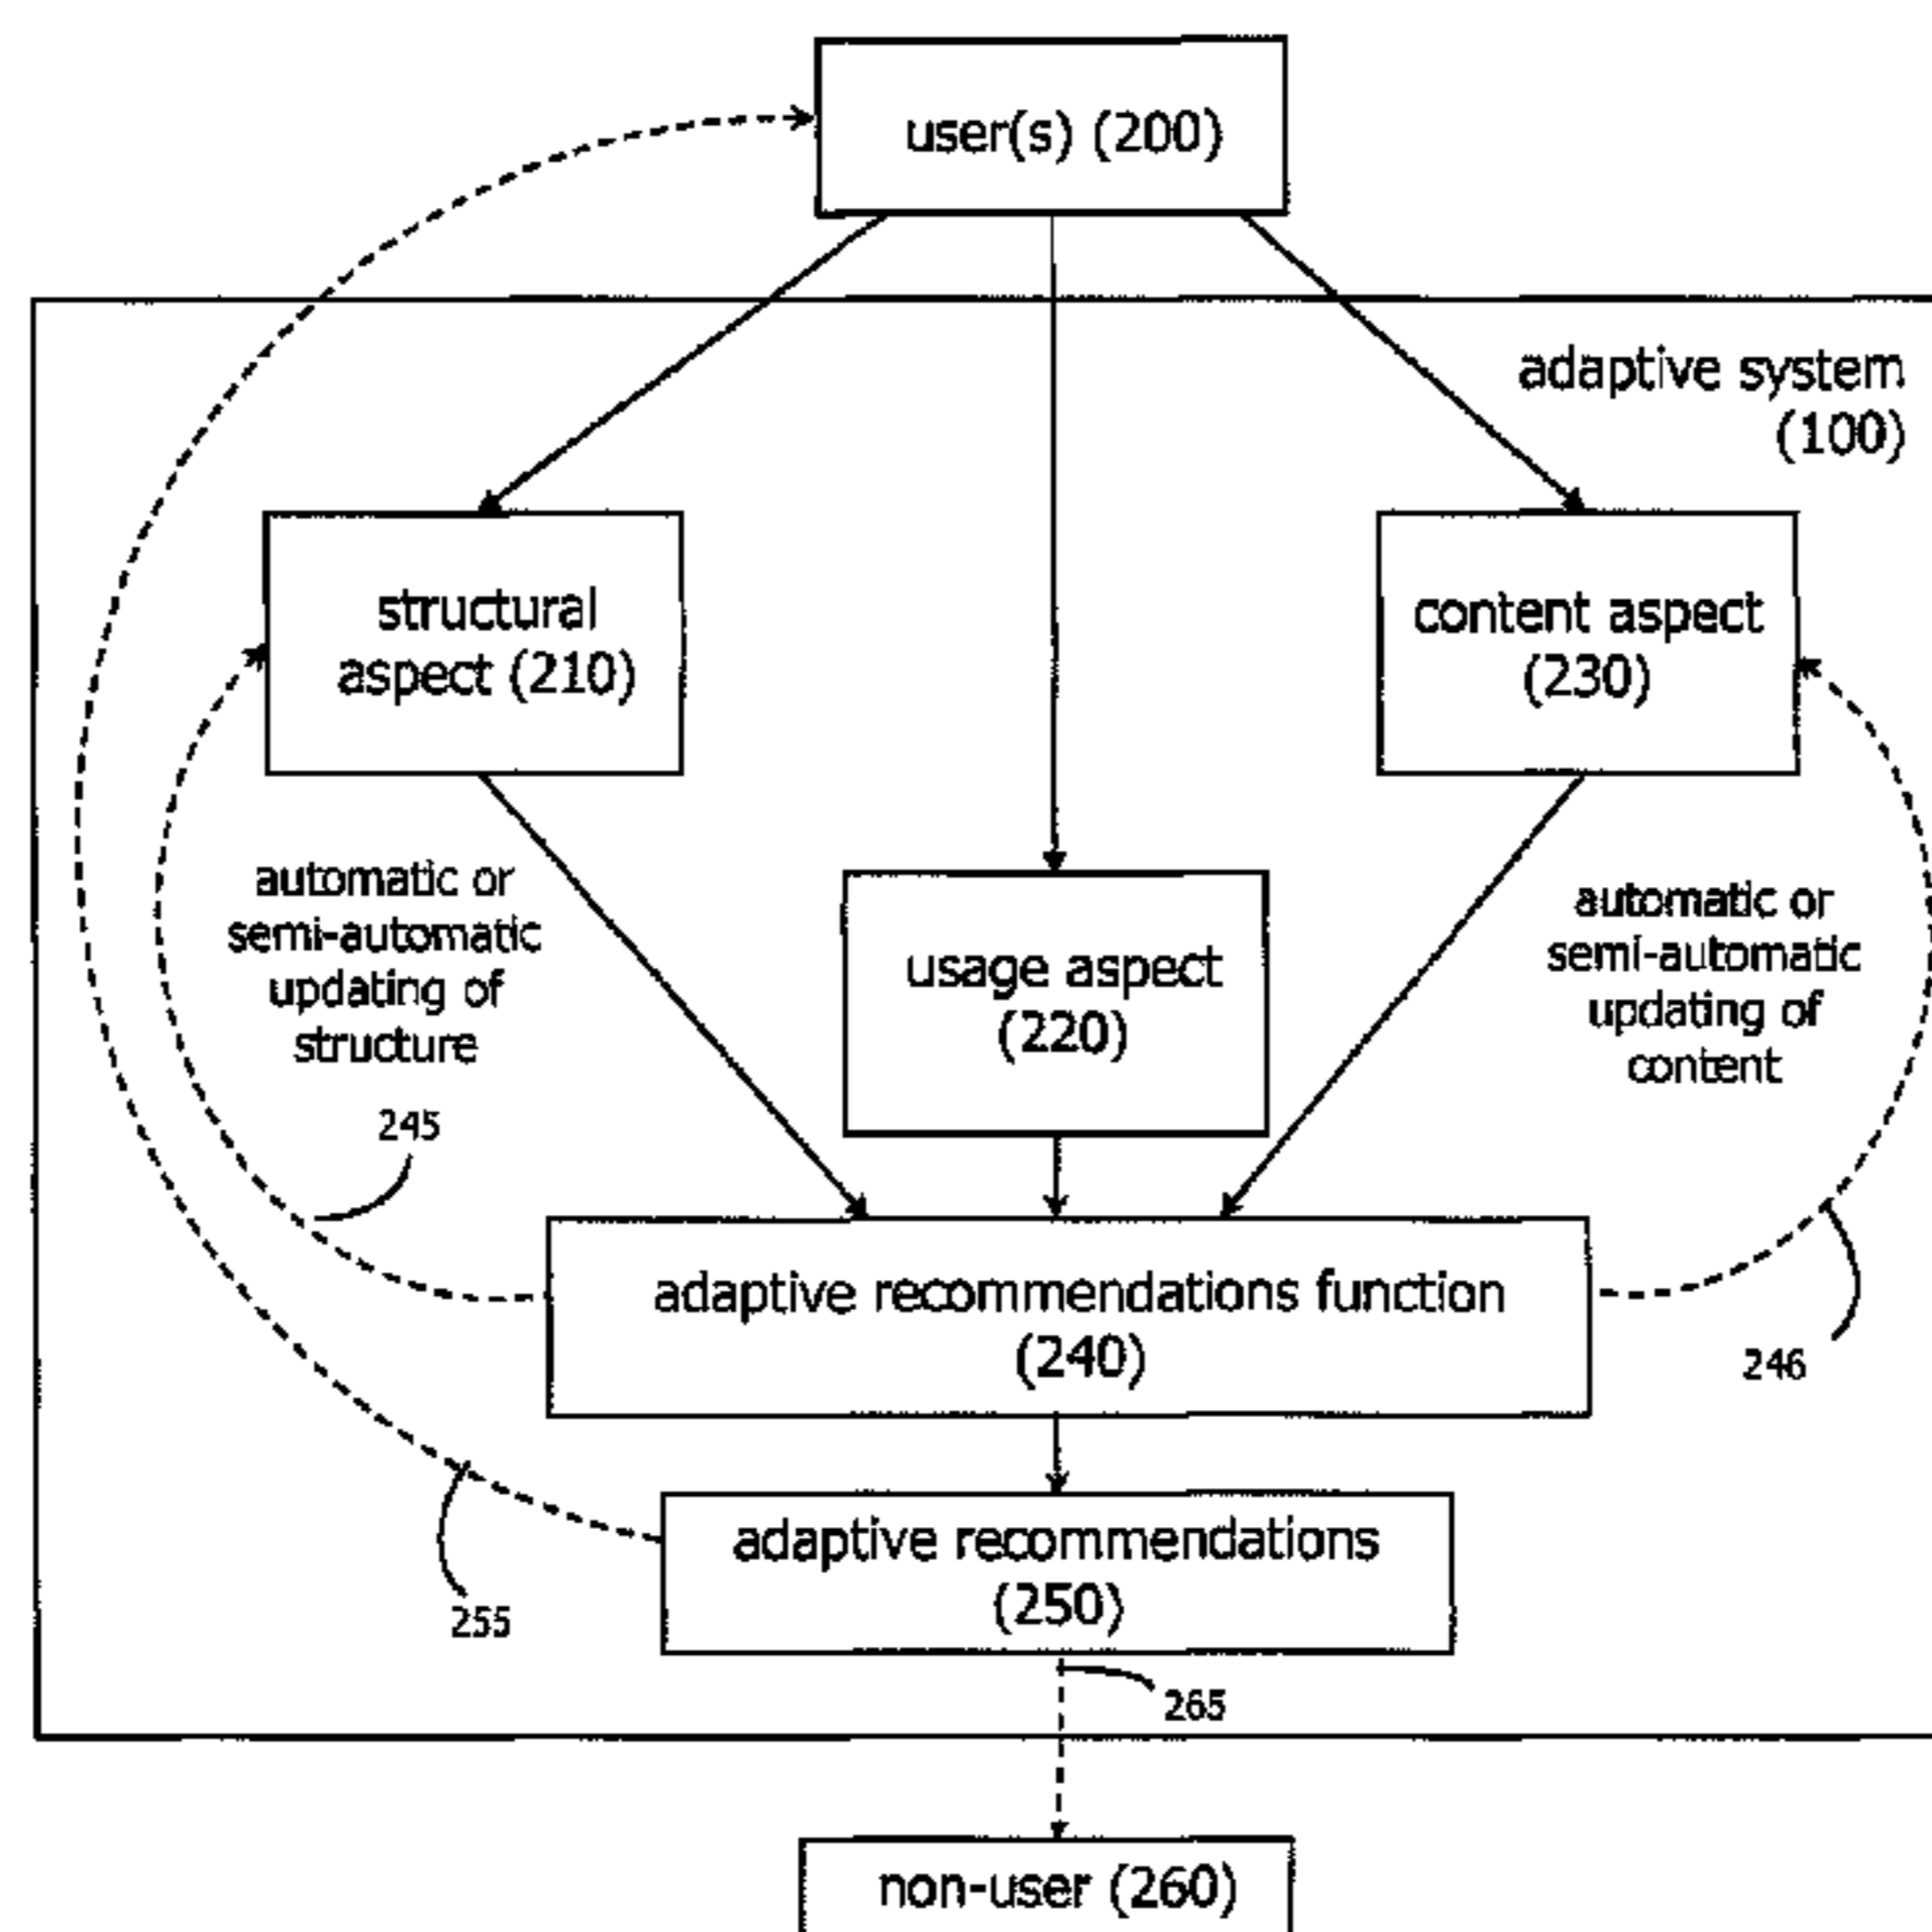 user(s) (200)
adaptive system
(100)
structural
aspect (210)
content aspect
(230)
automatic or
semi-automatic
updating of
structure
245
usage aspect
(220)
automatic or
semi-automatic
updating of
content
adaptive recommendations function
(240)
246
adaptive recommendations
(250)
255
265
non-user (260)